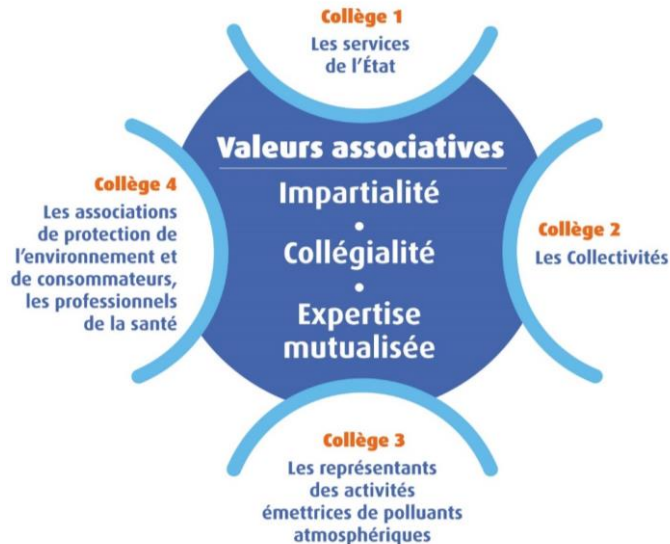 Collège 1
Les services
de l'État
Valeurs associatives
Impartialité
•
Collégialité
•
Expertise
mutualisée
Collège 4
Les associations
de protection de
l'environnement et
de consommateurs,
les professionnels
de la santé
Collège 2
Les Collectivités
Collège 3
Les représentants
des activités
émettrices de polluants
atmosphériques